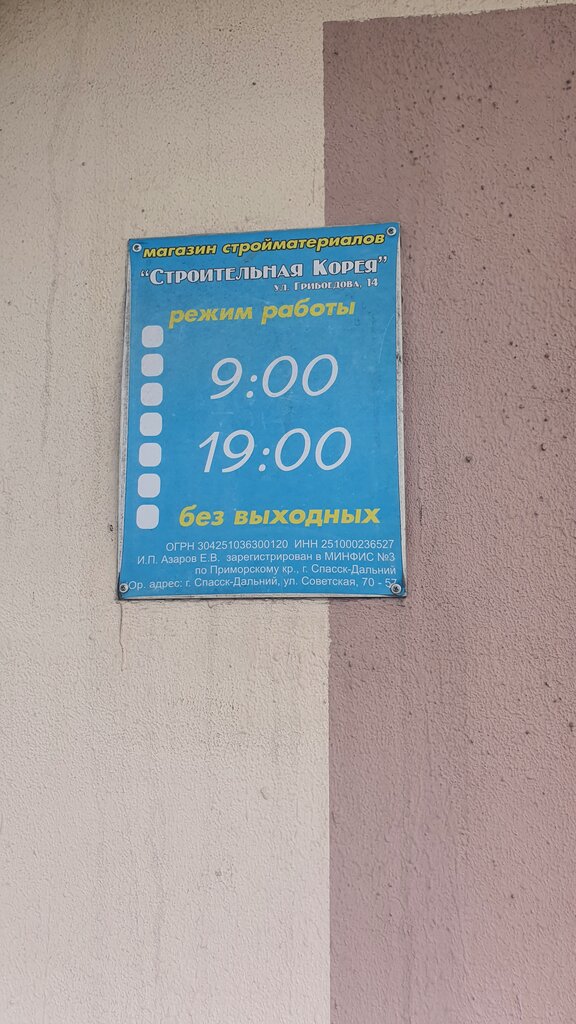 магазин стройматериалов
"Строительная Корея"
ул. Грибоедова, 14
режим работы
9:00
19:00
без выходных
ОГРН 304251036300120 ИНН 251000236527
И.П. Азаров Е.В. зарегистрирован в МИНФИС №3
по Приморскому кр., г. Спасск-Дальний
Юр. адрес: г. Спасск-Дальний, ул. Советская, 70 - 57